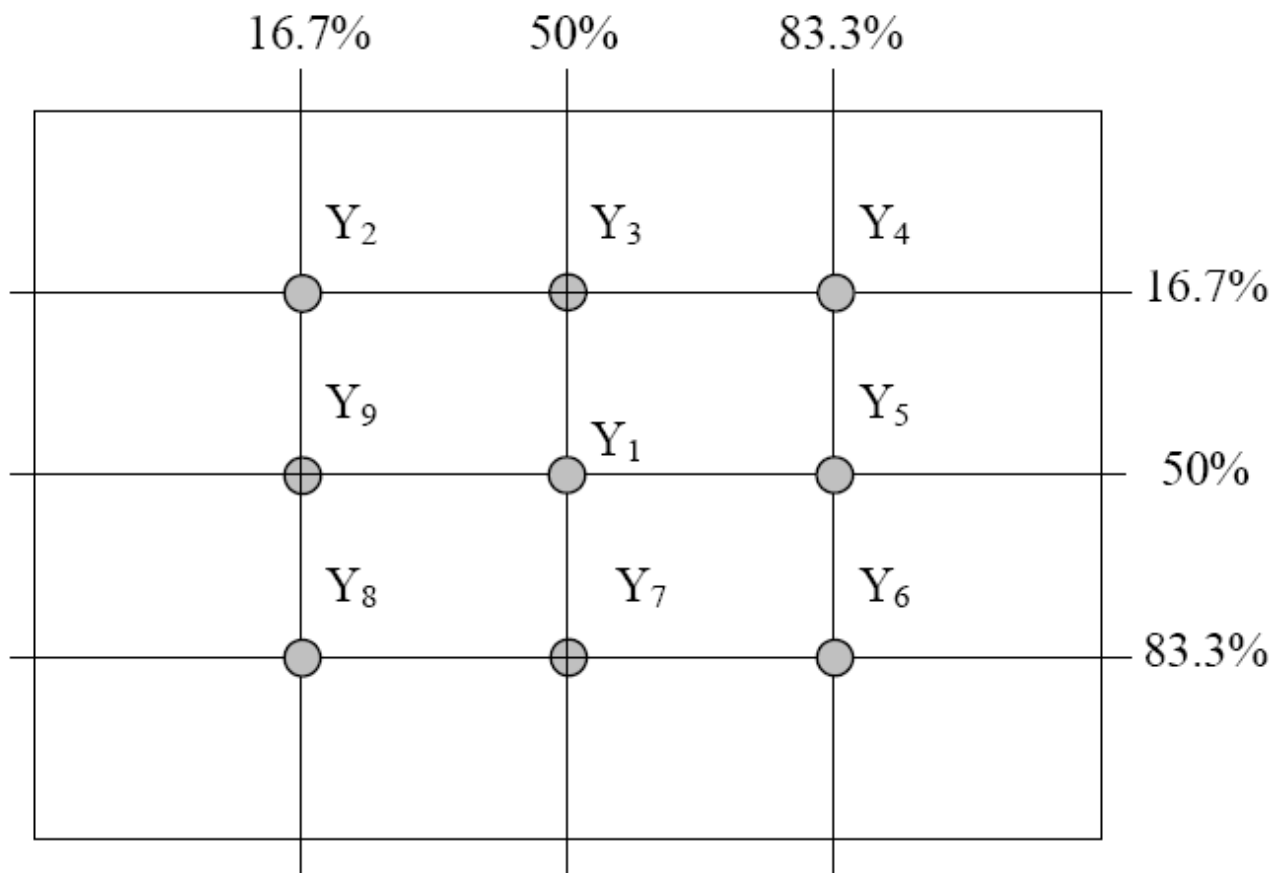 16.7% 50% 83.3%
Y₂ Y₃ Y₄
16.7%
Y₉ Y₁ Y₅
50%
Y₈ Y₇ Y₆
83.3%